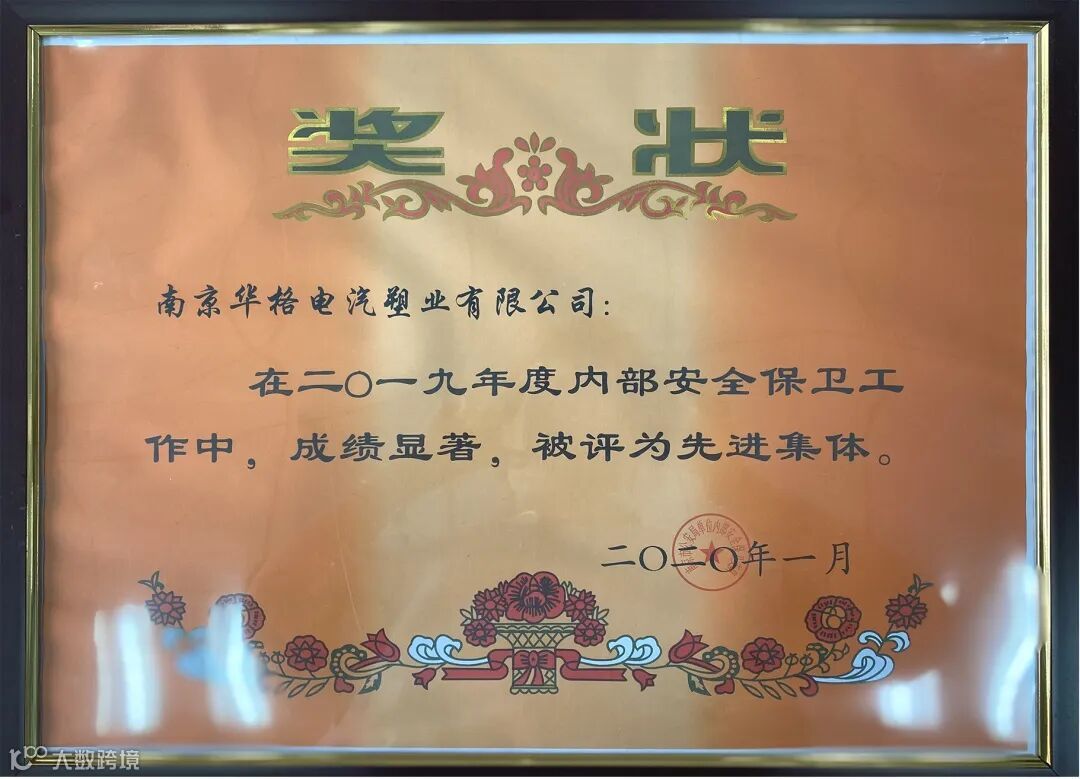 奖 状
南京华格电汽塑业有限公司：
在二〇一九年度内部安全保卫工
作中，成绩显著，被评为先进集体。
二〇二〇年一月
大数跨境